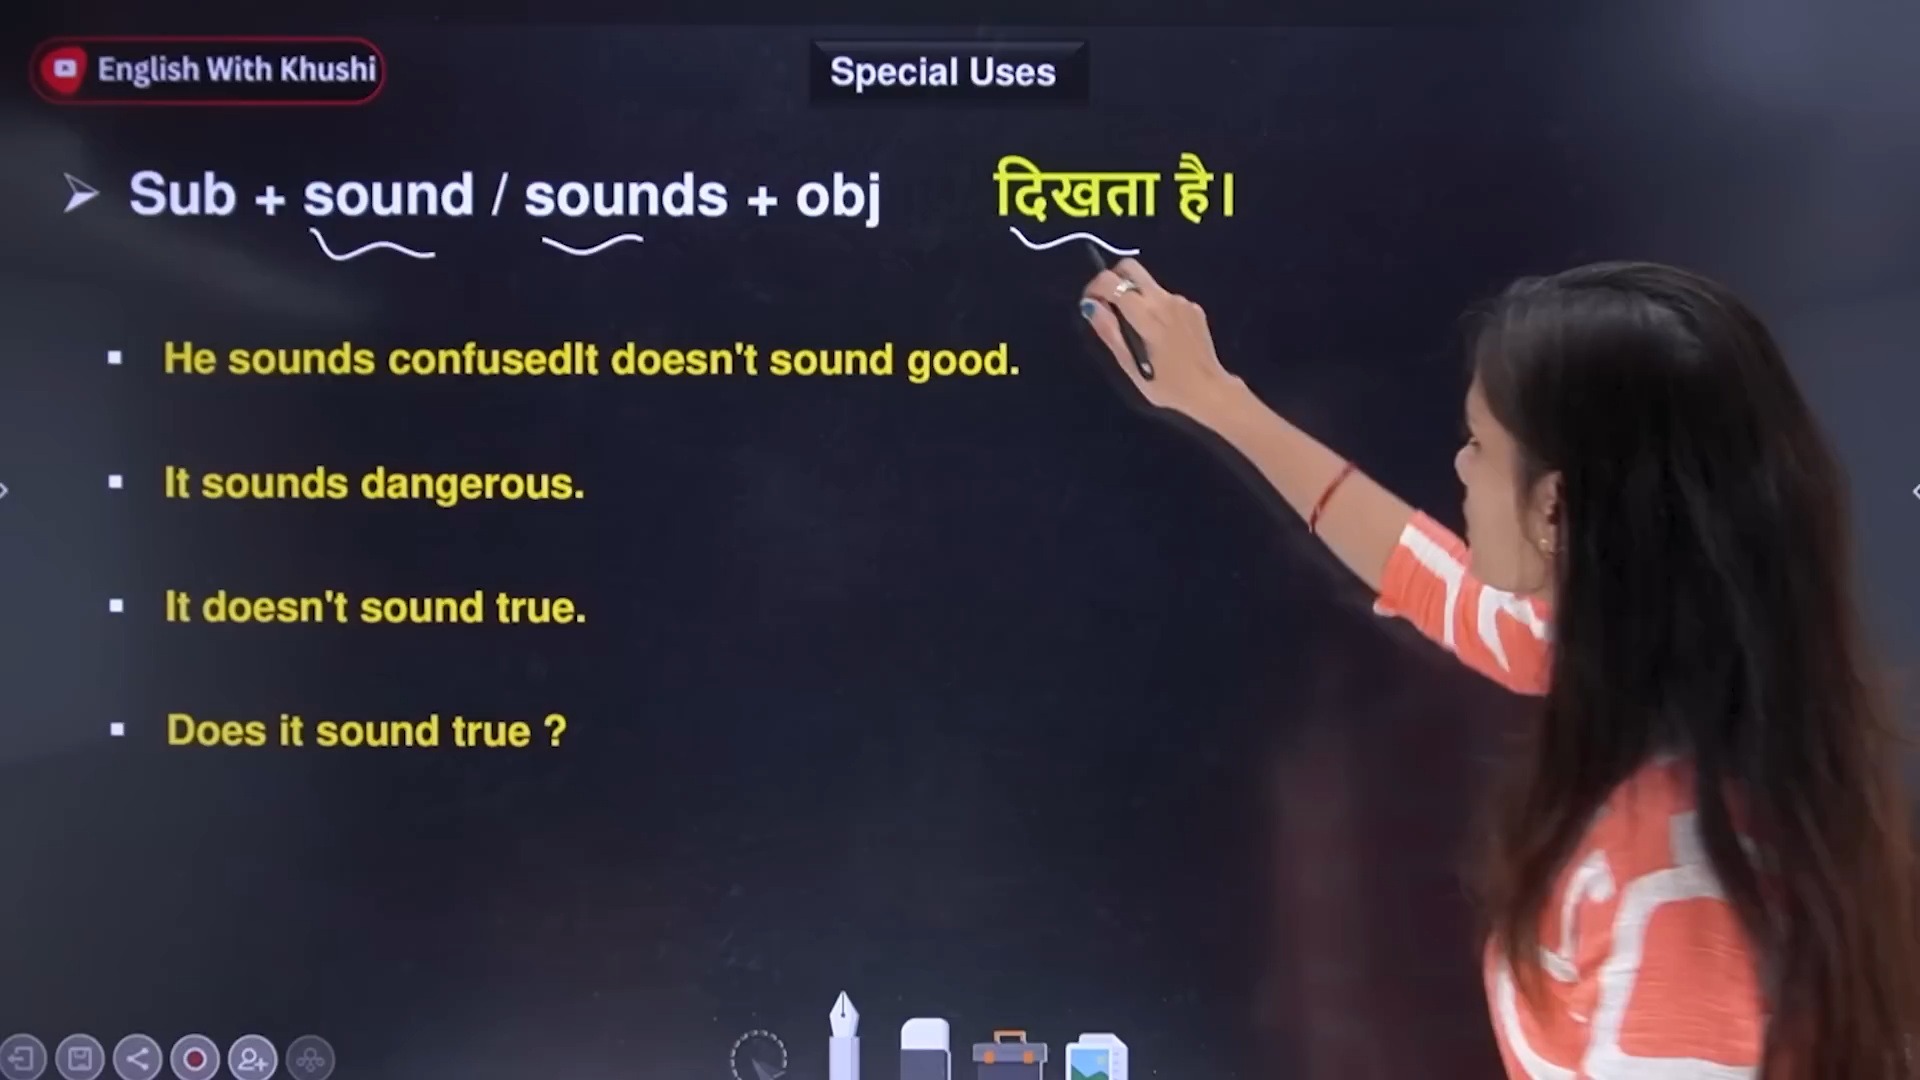 English With Khushi
Special Uses
Sub + sound / sounds + obj दिखता है।
He sounds confusedIt doesn't sound good.
It sounds dangerous.
It doesn't sound true.
Does it sound true ?